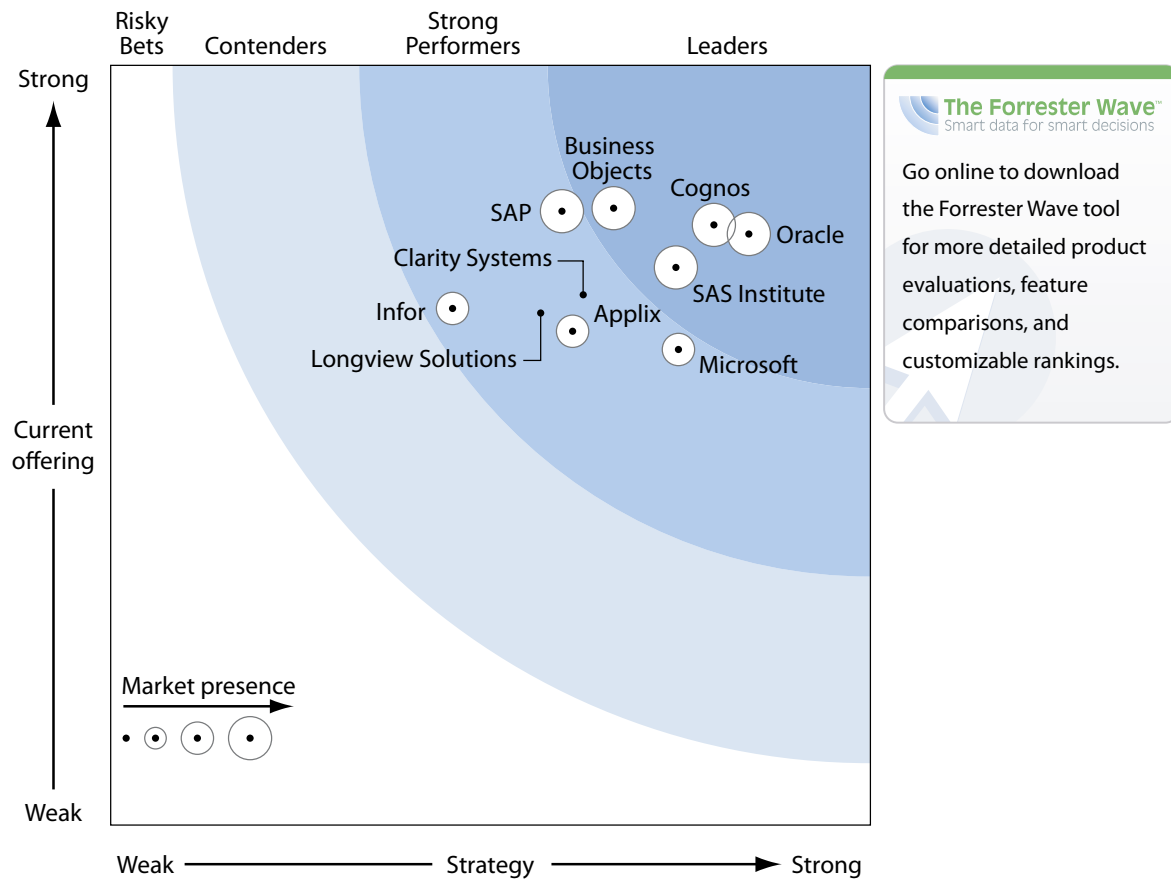 Risky
Bets
Contenders
Strong
Performers
Leaders
Strong
Current
offering
Weak
Business
Objects
SAP
Cognos
Oracle
Clarity Systems
SAS Institute
Infor
Applix
Longview Solutions
Microsoft
Market presence
Weak
Strategy
Strong
The Forrester Wave™
Smart data for smart decisions
Go online to download
the Forrester Wave tool
for more detailed product
evaluations, feature
comparisons, and
customizable rankings.